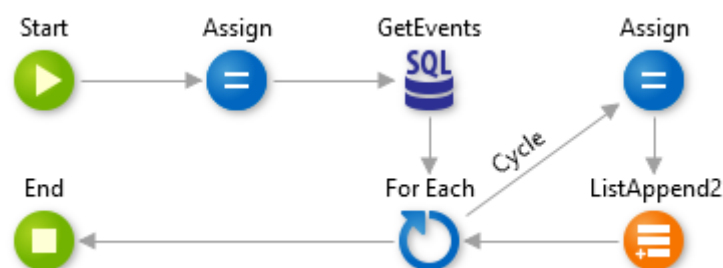 Start
Assign
GetEvents
Assign
SQL
Cycle
End
For Each
ListAppend2